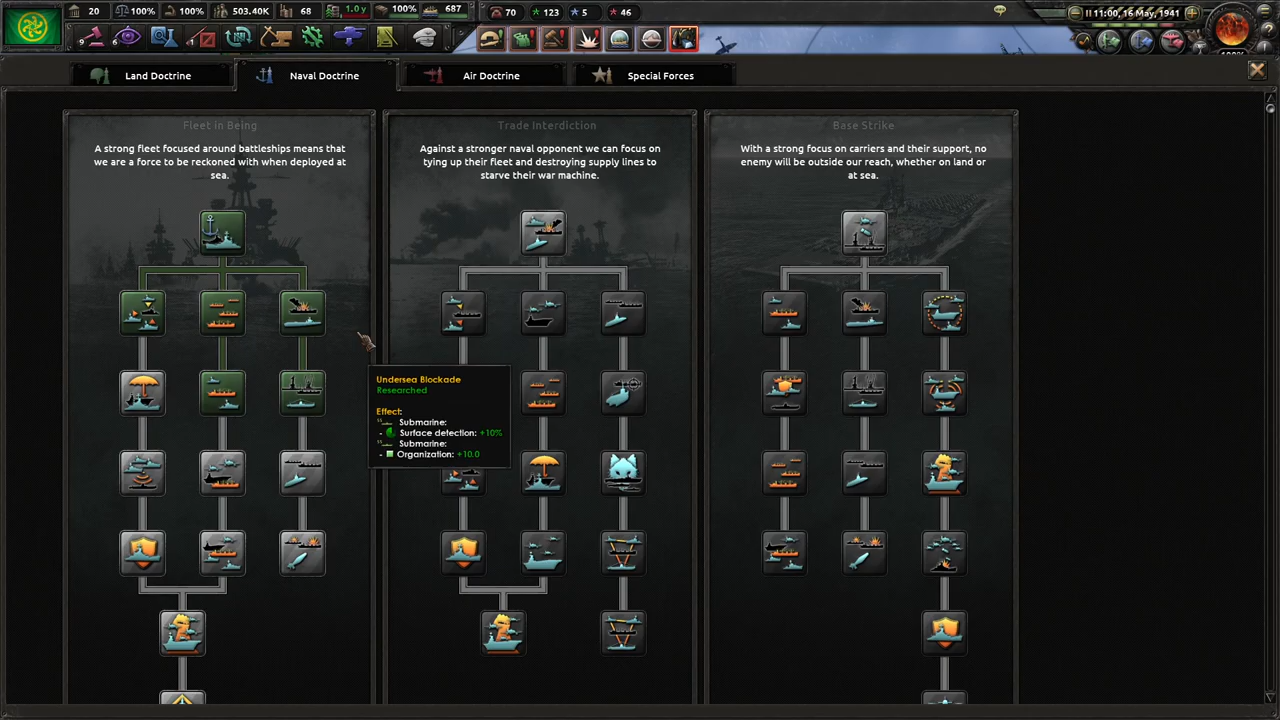 20 100% 100% 503.40K 68 1.0 y 100% 687 70 123 5 46 11:00, 16 May, 1941
9 6 1
Land Doctrine Naval Doctrine Air Doctrine Special Forces
Fleet in Being Trade Interdiction Base Strike
A strong fleet focused around battleships means that
we are a force to be reckoned with when deployed at
sea.
Against a stronger naval opponent we can focus on
tying up their fleet and destroying supply lines to
starve their war machine.
With a strong focus on carriers and their support, no
enemy will be outside our reach, whether on land or
at sea.
Undersea Blockade
Researched
Effect:
Submarine:
- Surface detection: +10%
Submarine:
- Organization: +10.0